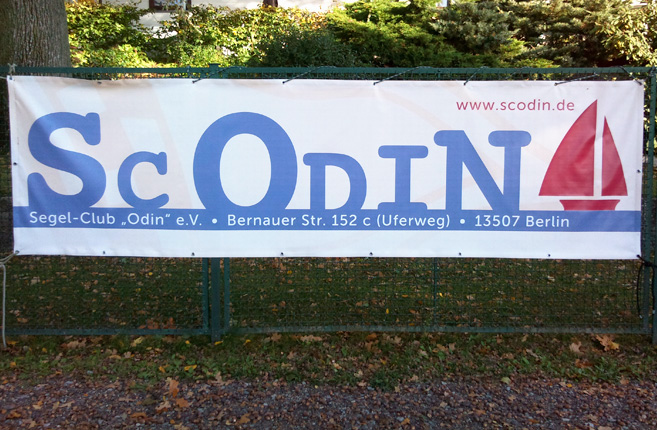 www.scodin.de
ScOdin
Segel-Club „Odin“ e.V. • Bernauer Str. 152 c (Uferweg) • 13507 Berlin